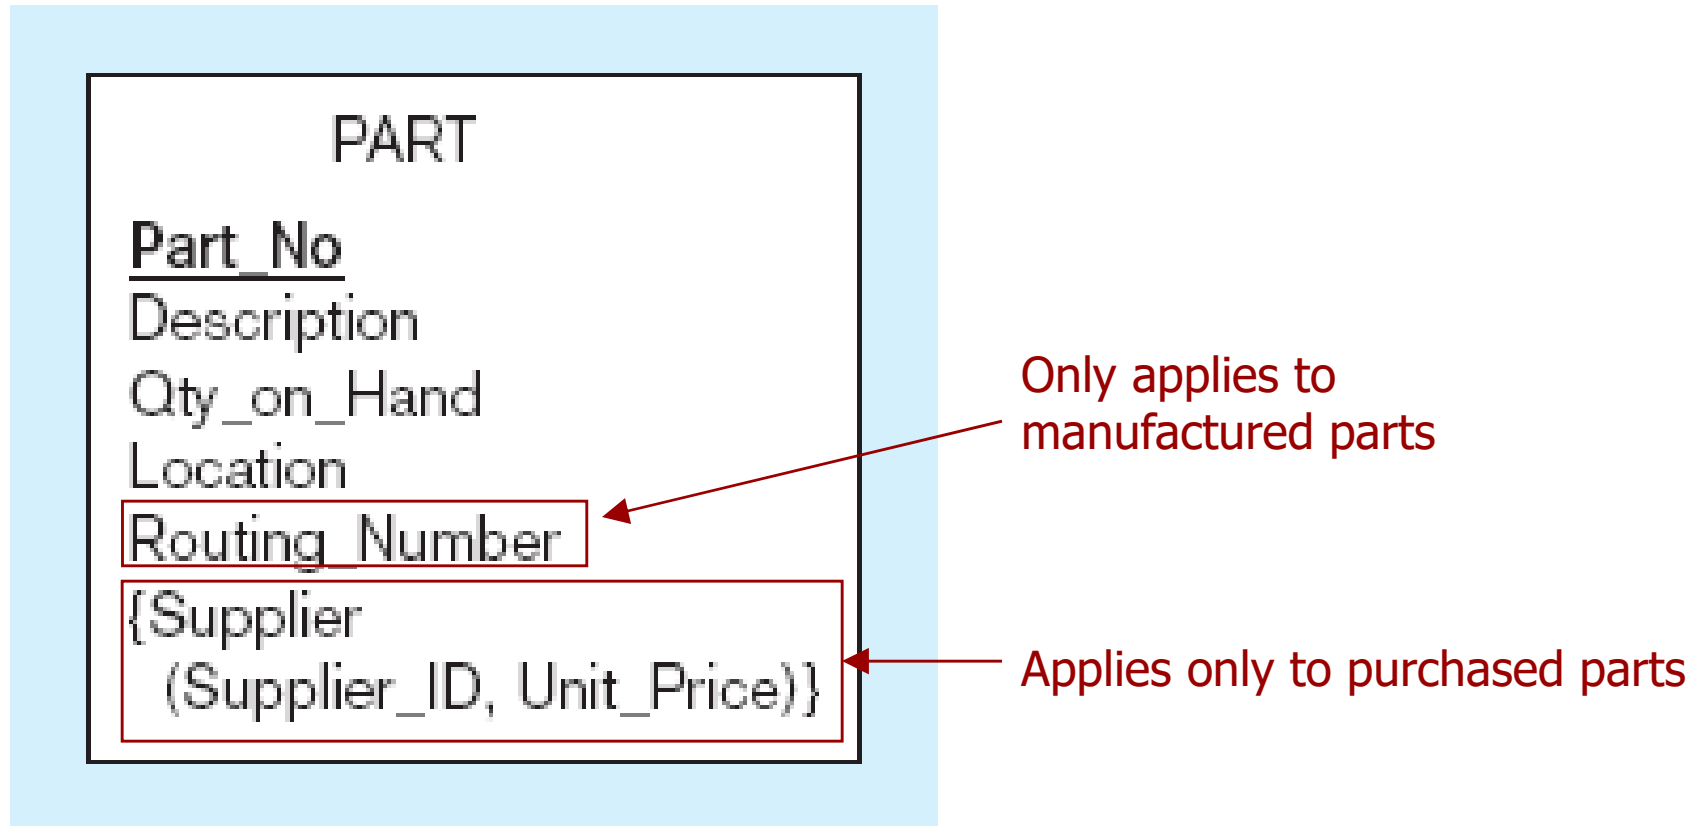 PART
Part_No
Description
Qty_on_Hand
Location
Routing_Number
{Supplier
(Supplier_ID, Unit_Price)}
Only applies to
manufactured parts
Applies only to purchased parts